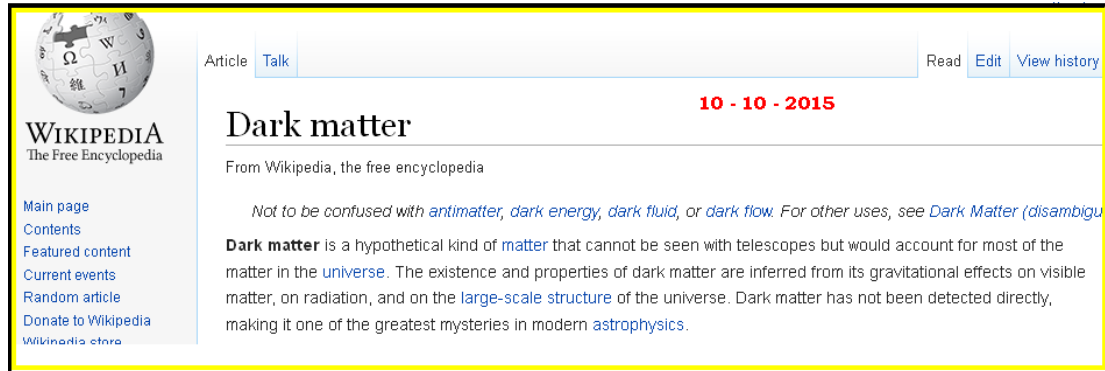 Article Talk Read Edit View history
10 - 10 - 2015
Dark matter
WIKIPEDIA
The Free Encyclopedia
From Wikipedia, the free encyclopedia
Not to be confused with antimatter, dark energy, dark fluid, or dark flow. For other uses, see Dark Matter (disambigu
Dark matter is a hypothetical kind of matter that cannot be seen with telescopes but would account for most of the
matter in the universe. The existence and properties of dark matter are inferred from its gravitational effects on visible
matter, on radiation, and on the large-scale structure of the universe. Dark matter has not been detected directly,
making it one of the greatest mysteries in modern astrophysics.
Main page
Contents
Featured content
Current events
Random article
Donate to Wikipedia
Wikipedia store